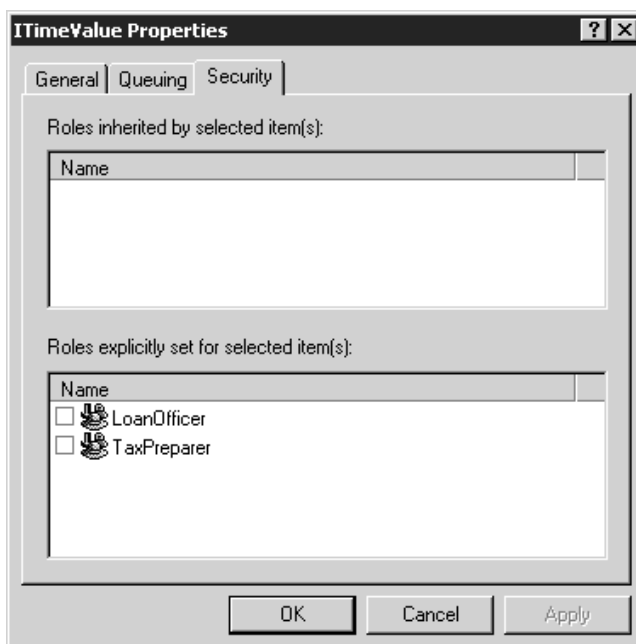 ITimeValue Properties
General Queuing Security
Roles inherited by selected item(s):
Name
Roles explicitly set for selected item(s):
Name
LoanOfficer
TaxPreparer
OK Cancel Apply